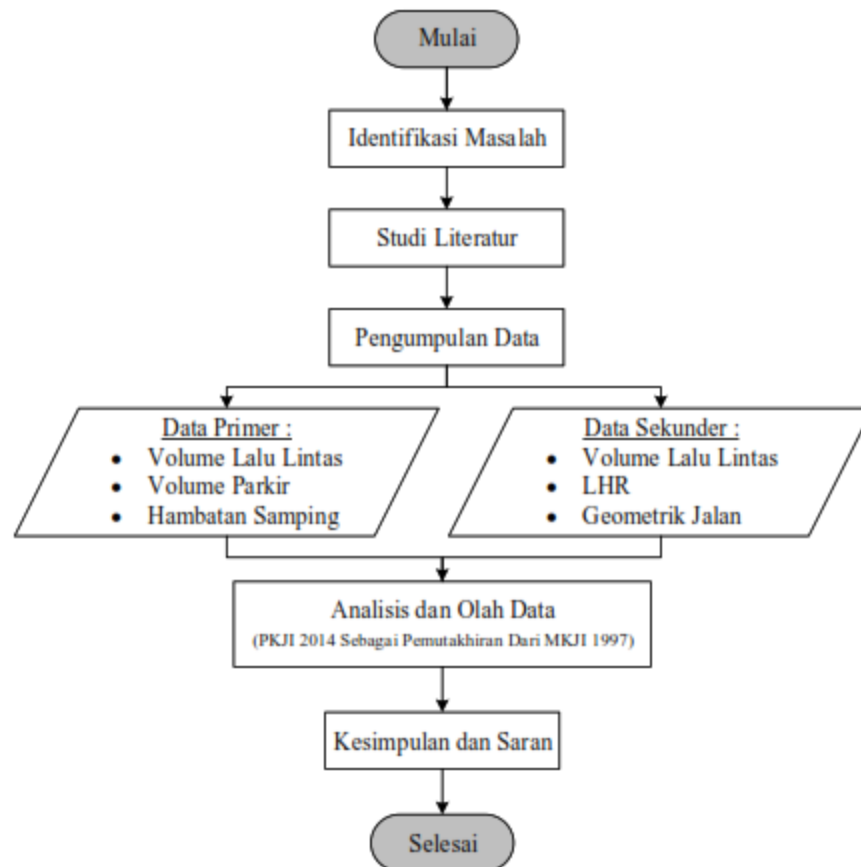 Mulai
Identifikasi Masalah
Studi Literatur
Pengumpulan Data
Data Primer :
• Volume Lalu Lintas
• Volume Parkir
• Hambatan Samping
Data Sekunder :
• Volume Lalu Lintas
• LHR
• Geometrik Jalan
Analisis dan Olah Data
(PKJI 2014 Sebagai Pemutakhiran Dari MKJI 1997)
Kesimpulan dan Saran
Selesai